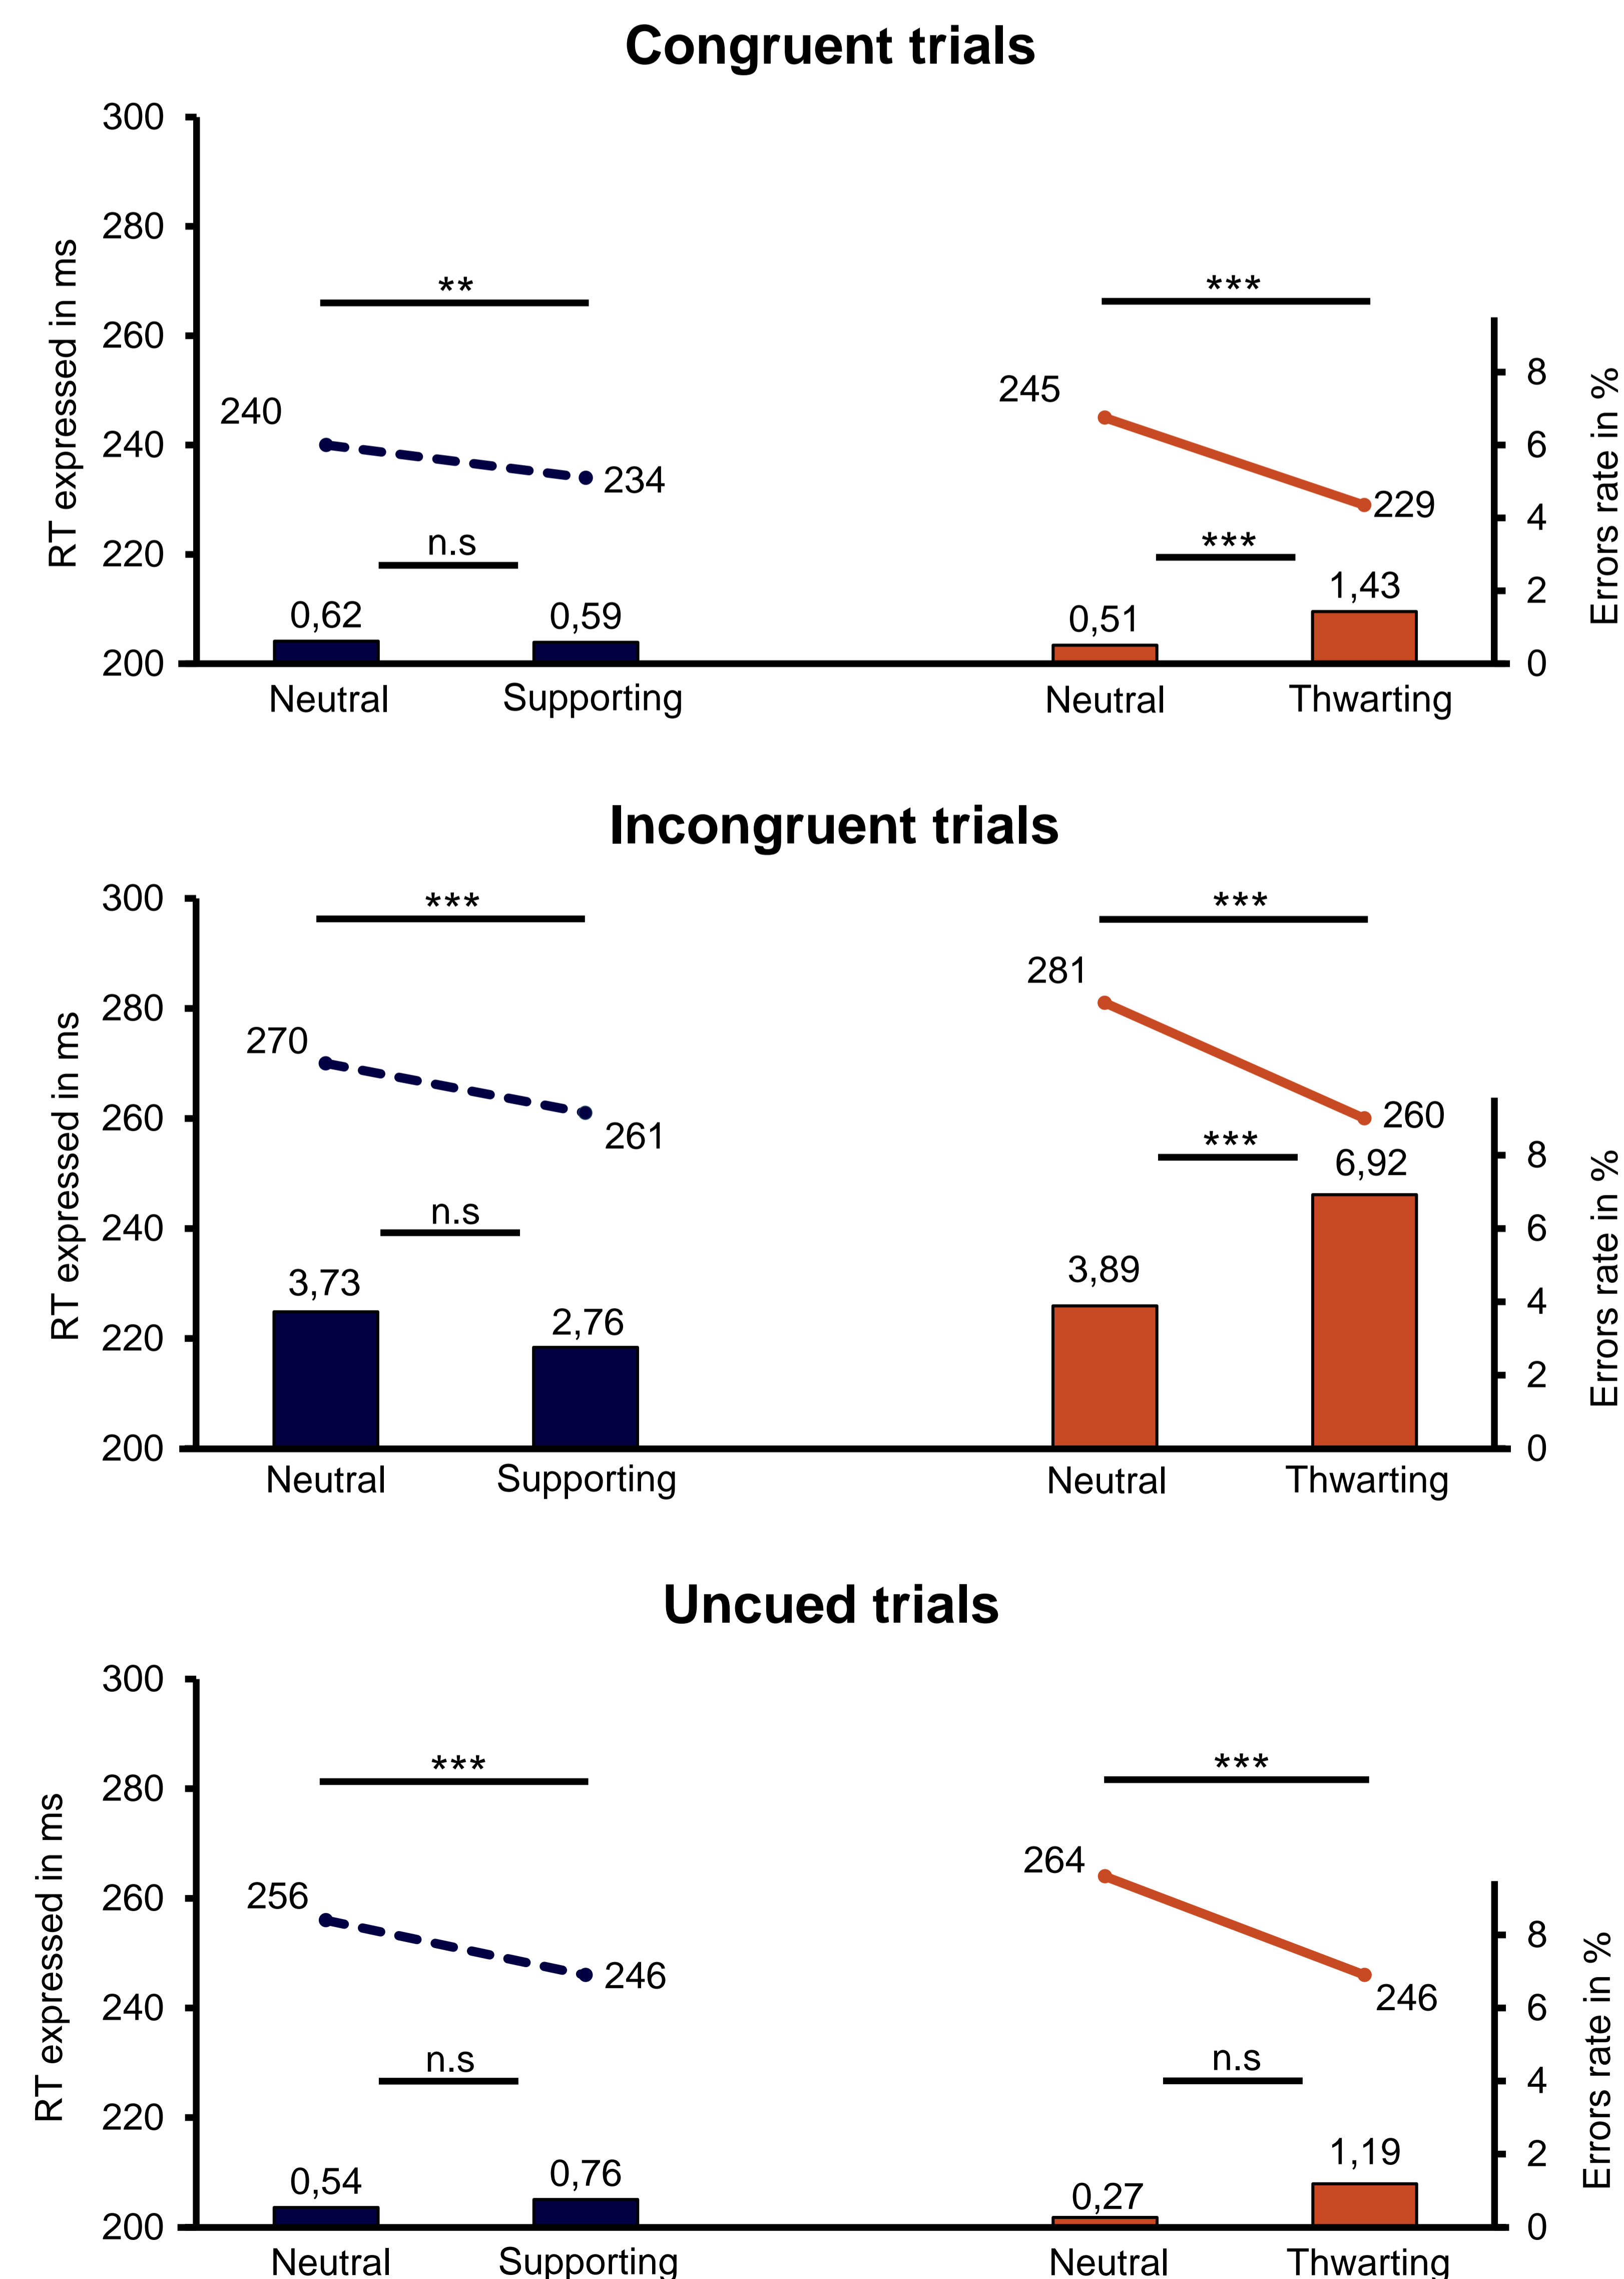 Congruent trials
300
280
260
240
220
200
RT expressed in ms
**
240
234
n.s
0,62
0,59
***
245
229
***
0,51
1,43
8
6
4
2
0
Errors rate in %
Neutral
Supporting
Neutral
Thwarting
Incongruent trials
300
280
260
240
220
200
RT expressed in ms
***
270
261
n.s
3,73
2,76
***
281
260
***
3,89
6,92
8
6
4
2
0
Errors rate in %
Neutral
Supporting
Neutral
Thwarting
Uncued trials
300
280
260
240
220
200
RT expressed in ms
***
256
246
n.s
0,54
0,76
***
264
246
n.s
0,27
1,19
8
6
4
2
0
Errors rate in %
Neutral
Supporting
Neutral
Thwarting